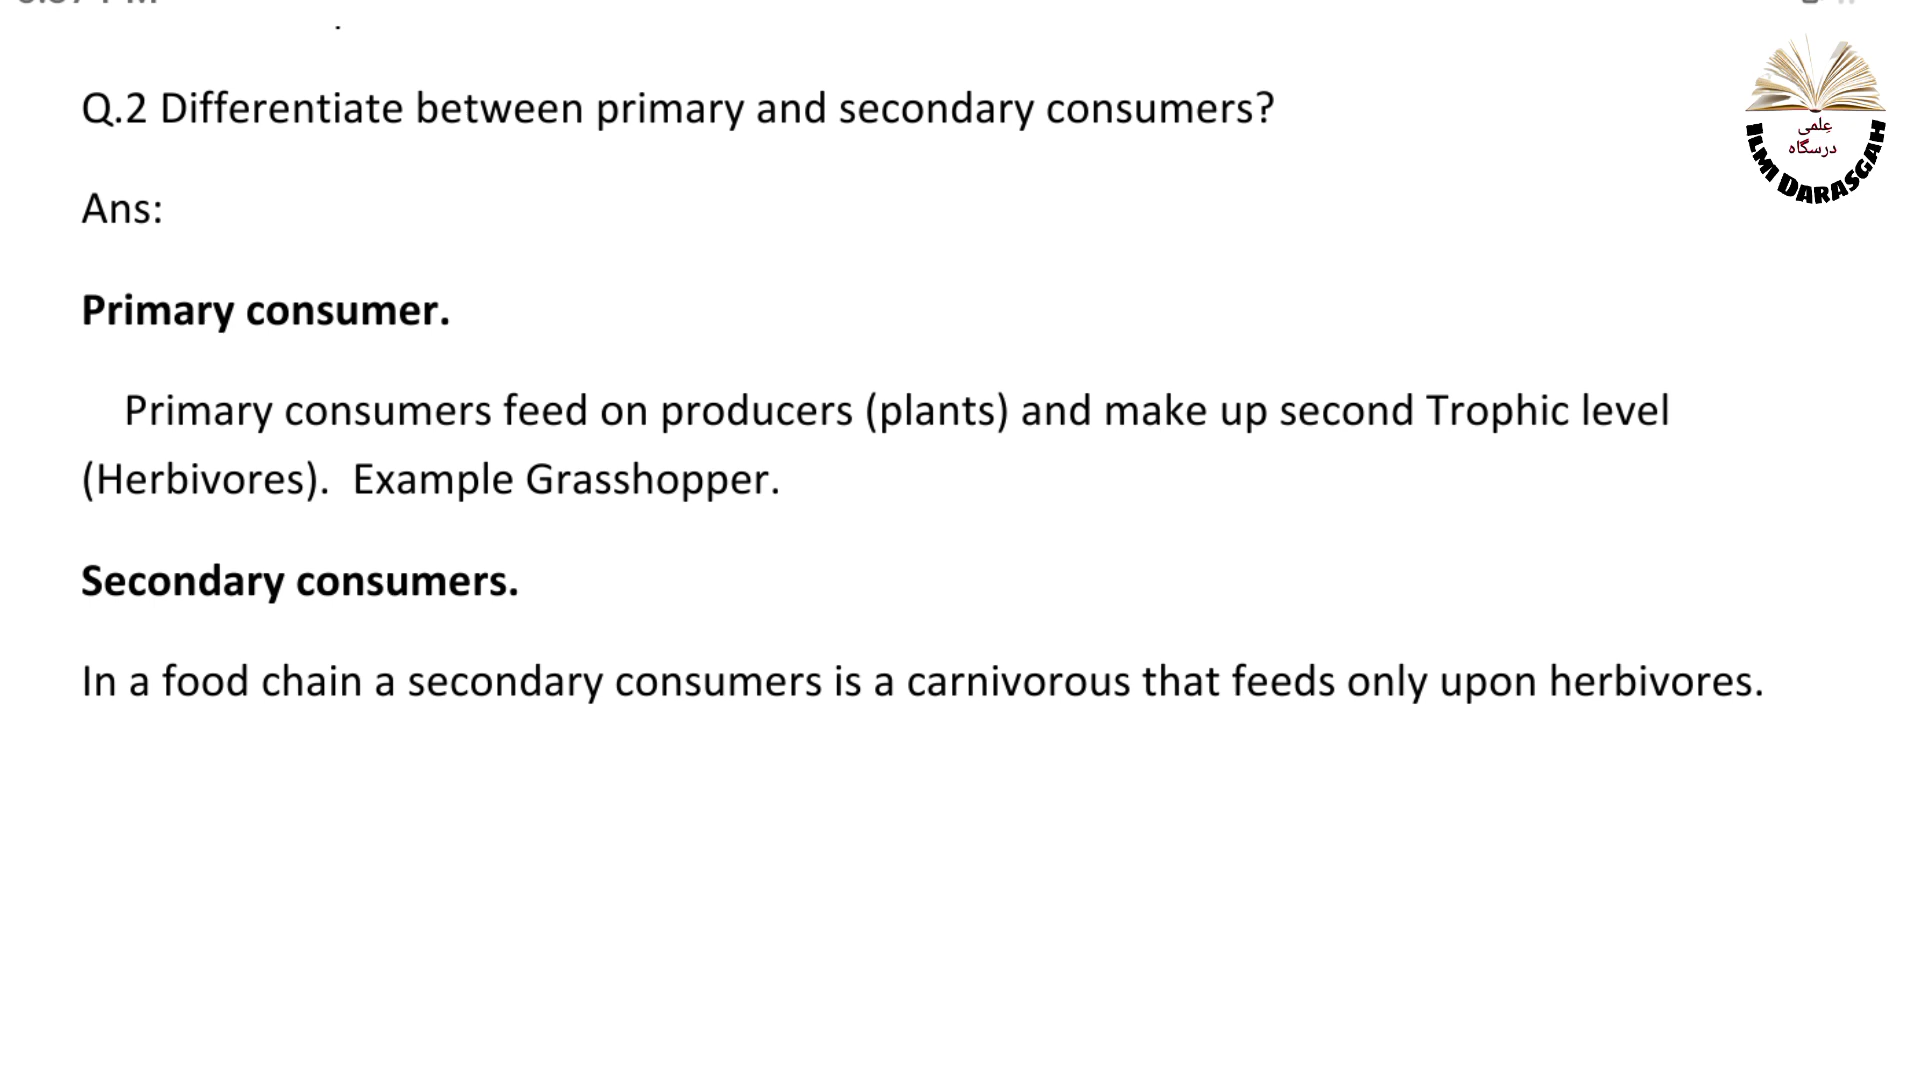 Q.2 Differentiate between primary and secondary consumers?
علمی
درسگاہ
ILMI DARASGAH
Ans:
Primary consumer.
Primary consumers feed on producers (plants) and make up second Trophic level
(Herbivores).  Example Grasshopper.
Secondary consumers.
In a food chain a secondary consumers is a carnivorous that feeds only upon herbivores.